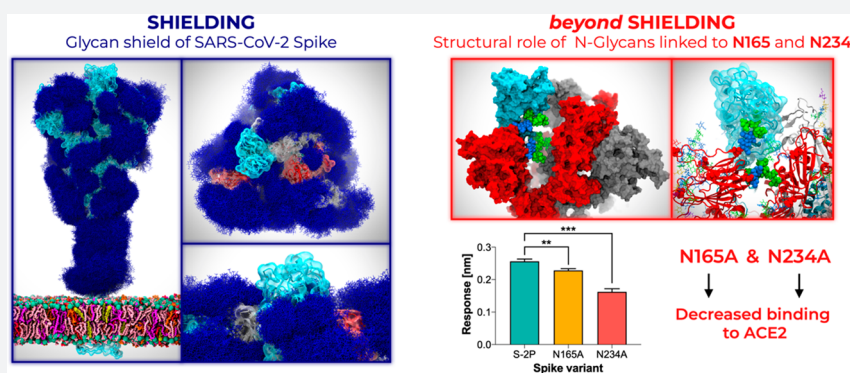 SHIELDING
Glycan shield of SARS-CoV-2 Spike
beyond SHIELDING
Structural role of N-Glycans linked to N165 and N234
Response [nm]
0.3
0.2
0.1
0.0
***
**
S-2P N165A N234A
Spike variant
N165A & N234A
Decreased binding
to ACE2